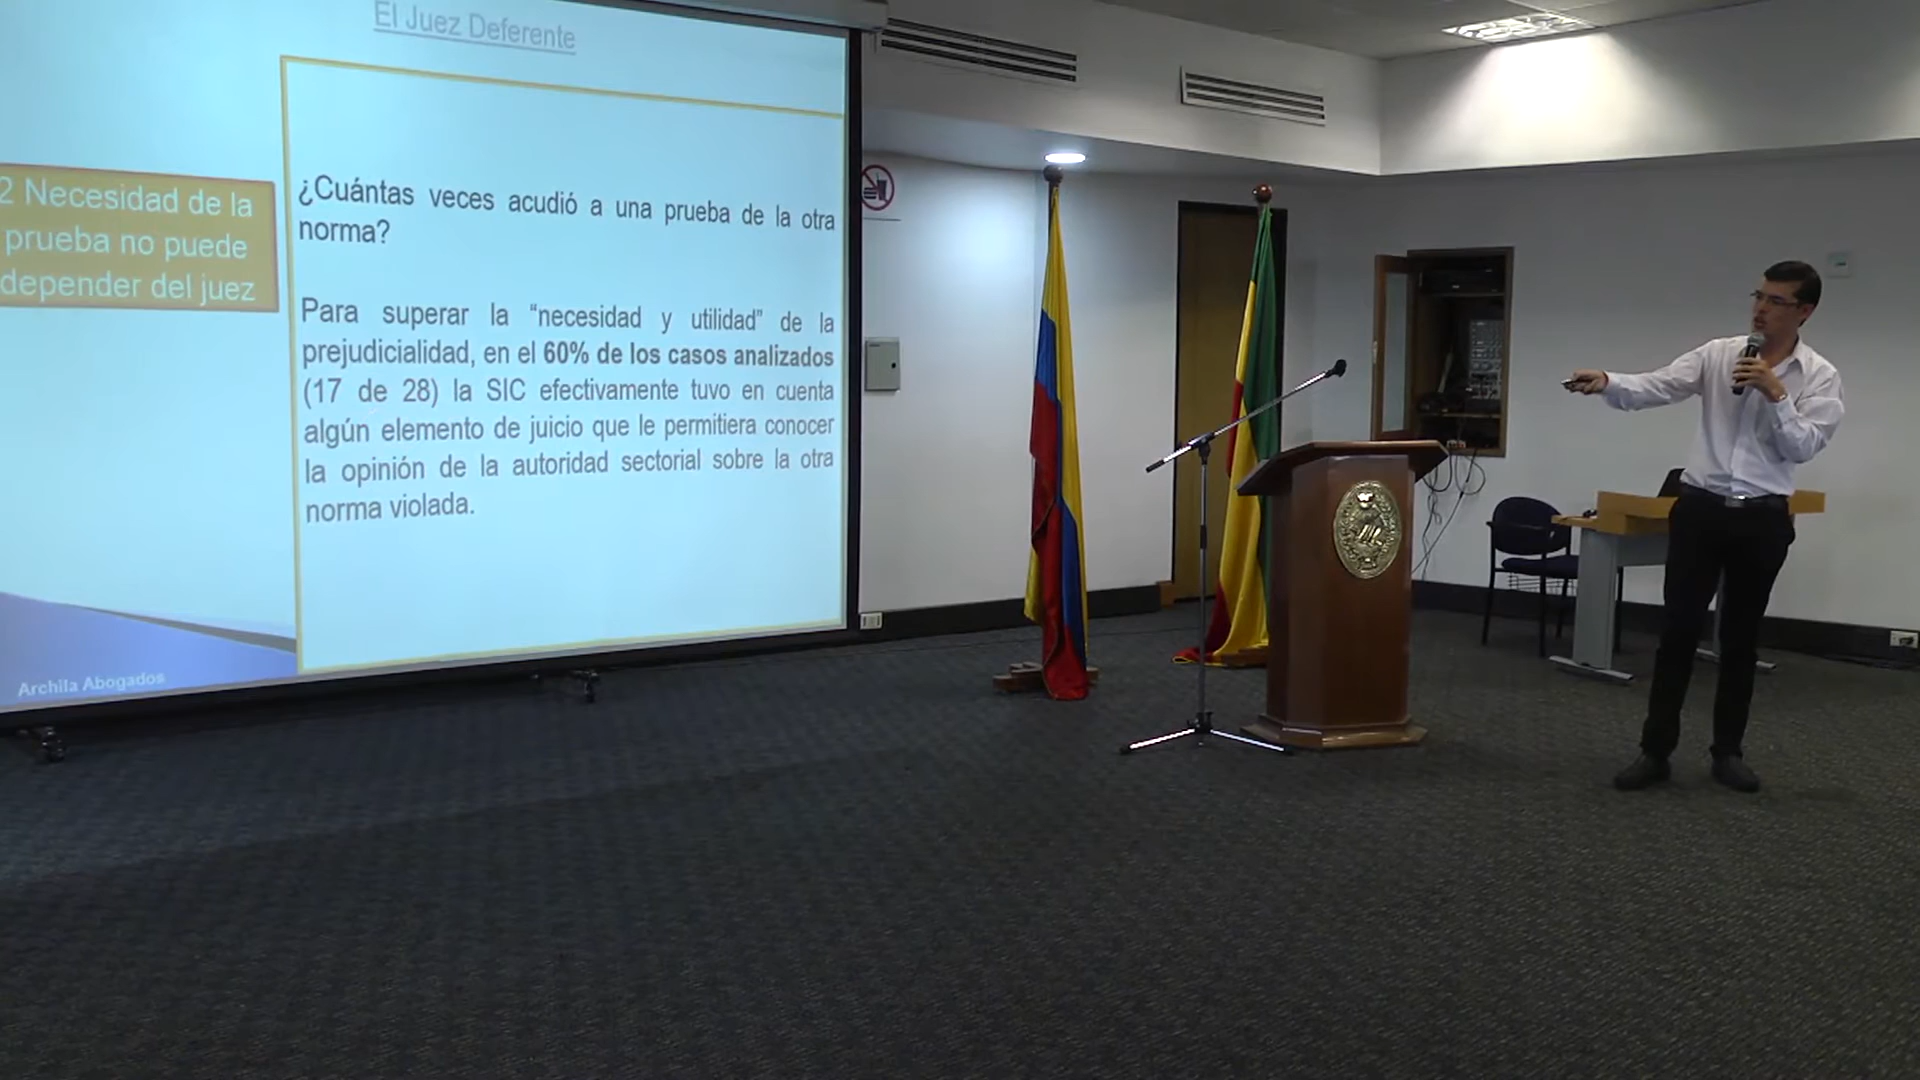 El Juez Deferente
2 Necesidad de la
prueba no puede
depender del juez
¿Cuántas veces acudió a una prueba de la otra
norma?
Para superar la “necesidad y utilidad” de la
prejudicialidad, en el 60% de los casos analizados
(17 de 28) la SIC efectivamente tuvo en cuenta
algún elemento de juicio que le permitiera conocer
la opinión de la autoridad sectorial sobre la otra
norma violada.
Archila Abogados